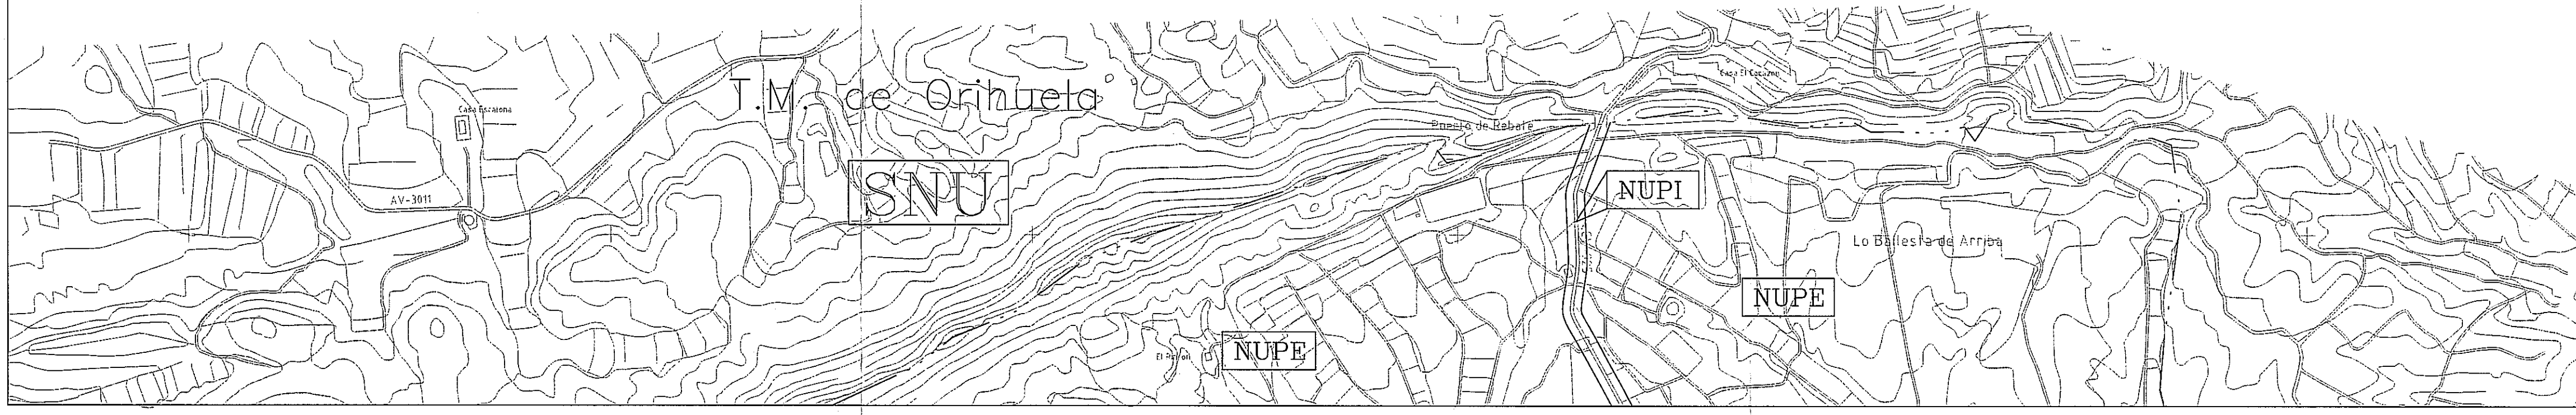 Casa El Corazon
T.M. de Orihuela
Casa Escalona
Puerto de Rebate
SNU
NUPI
AV-3011
Lo Ballesta de Arriba
NUPE
NUPE